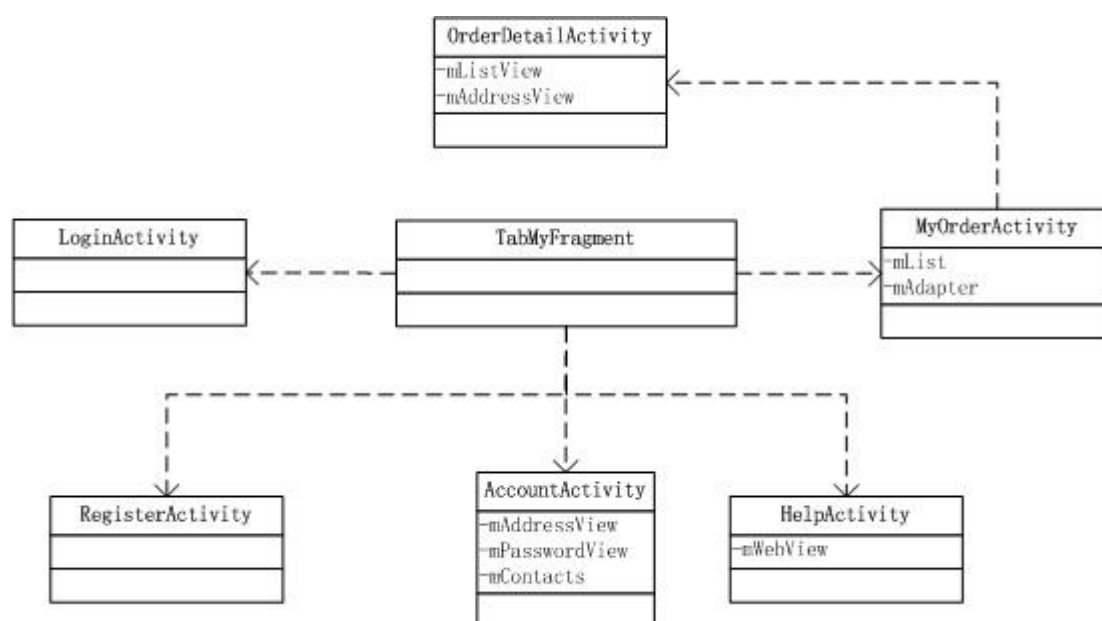 OrderDetailActivity
-mListView
-mAddressView
LoginActivity
TabMyFragment
MyOrderActivity
-mList
-mAdapter
RegisterActivity
AccountActivity
-mAddressView
-mPasswordView
-mContacts
HelpActivity
-mWebView